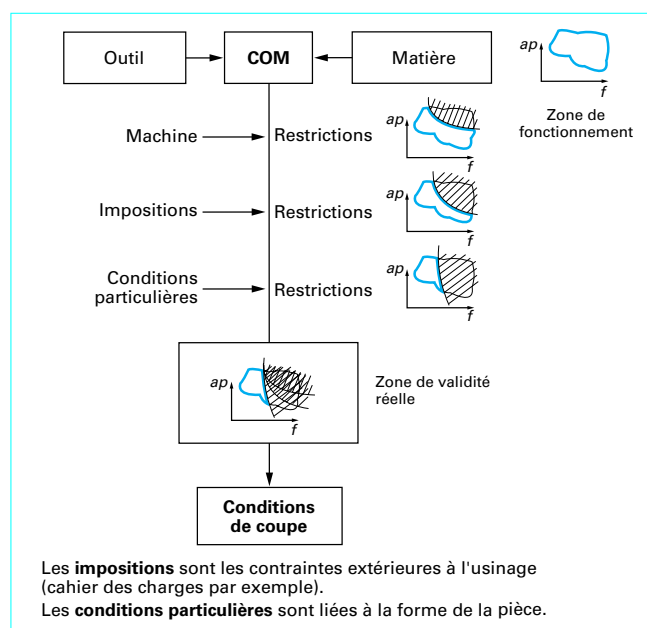 Outil
COM
Matière
ap
f
Zone de
fonctionnement
Machine
Restrictions
ap
f
Impositions
Restrictions
ap
f
Conditions
particulières
Restrictions
ap
f
ap
f
Zone de validité
réelle
Conditions
de coupe
Les impositions sont les contraintes extérieures à l'usinage
(cahier des charges par exemple).
Les conditions particulières sont liées à la forme de la pièce.